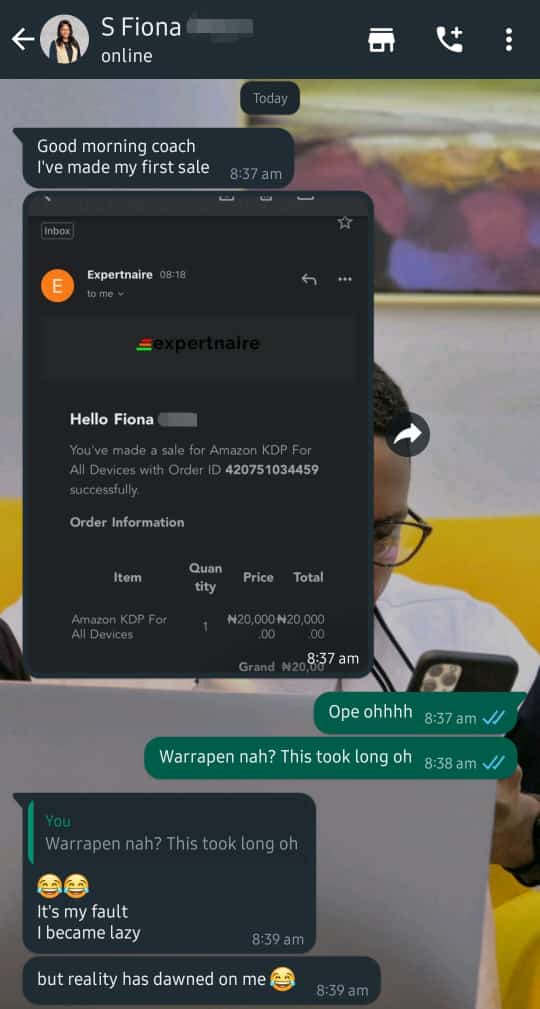 S Fiona
online
Today
Good morning coach
I've made my first sale
8:37 am
Inbox
E
Expertnaire 08:18
to me
expertnaire
Hello Fiona
You've made a sale for Amazon KDP For
All Devices with Order ID 420751034459
successfully.
Order Information
Item Quan Price Total
tity
Amazon KDP For 1 ₦20,000 ₦20,000
All Devices .00 .00
Grand ₦20,00
8:37 am
Ope ohhhh 8:37 am
Warrapen nah? This took long oh 8:38 am
You
Warrapen nah? This took long oh
😂😂
It's my fault
I became lazy
8:39 am
but reality has dawned on me 😂 8:39 am